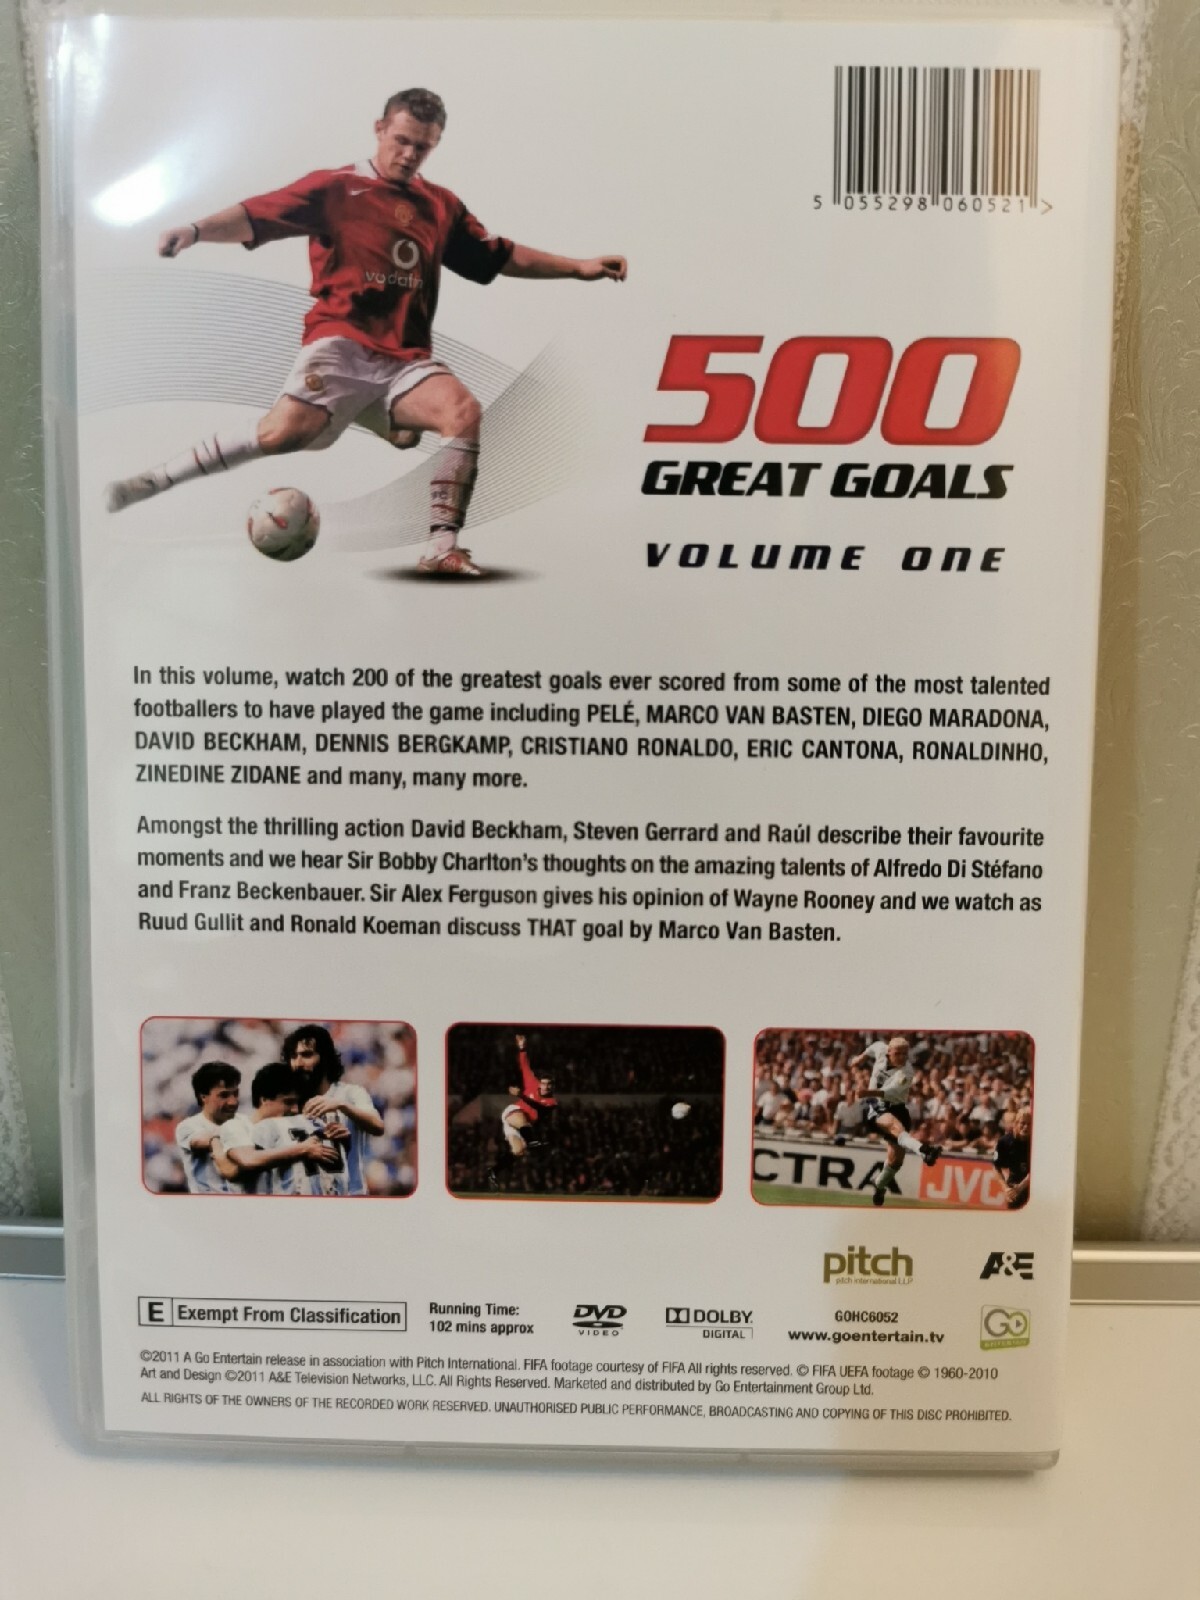 5 055298 060521 >
vodafone
500
GREAT GOALS
VOLUME ONE
In this volume, watch 200 of the greatest goals ever scored from some of the most talented
footballers to have played the game including PELÉ, MARCO VAN BASTEN, DIEGO MARADONA,
DAVID BECKHAM, DENNIS BERGKAMP, CRISTIANO RONALDO, ERIC CANTONA, RONALDINHO,
ZINEDINE ZIDANE and many, many more.
Amongst the thrilling action David Beckham, Steven Gerrard and Raúl describe their favourite
moments and we hear Sir Bobby Charlton's thoughts on the amazing talents of Alfredo Di Stéfano
and Franz Beckenbauer. Sir Alex Ferguson gives his opinion of Wayne Rooney and we watch as
Ruud Gullit and Ronald Koeman discuss THAT goal by Marco Van Basten.
CTRA JVC
pitch
pitch international LLP
A&E
E Exempt From Classification
Running Time:
102 mins approx
DVD
VIDEO
DOLBY
DIGITAL
GOHC6052
www.goentertain.tv
GO
©2011 A Go Entertain release in association with Pitch International. FIFA footage courtesy of FIFA All rights reserved. © FIFA UEFA footage © 1960-2010
Art and Design ©2011 A&E Television Networks, LLC. All Rights Reserved. Marketed and distributed by Go Entertainment Group Ltd.
ALL RIGHTS OF THE OWNERS OF THE RECORDED WORK RESERVED. UNAUTHORISED PUBLIC PERFORMANCE, BROADCASTING AND COPYING OF THIS DISC PROHIBITED.